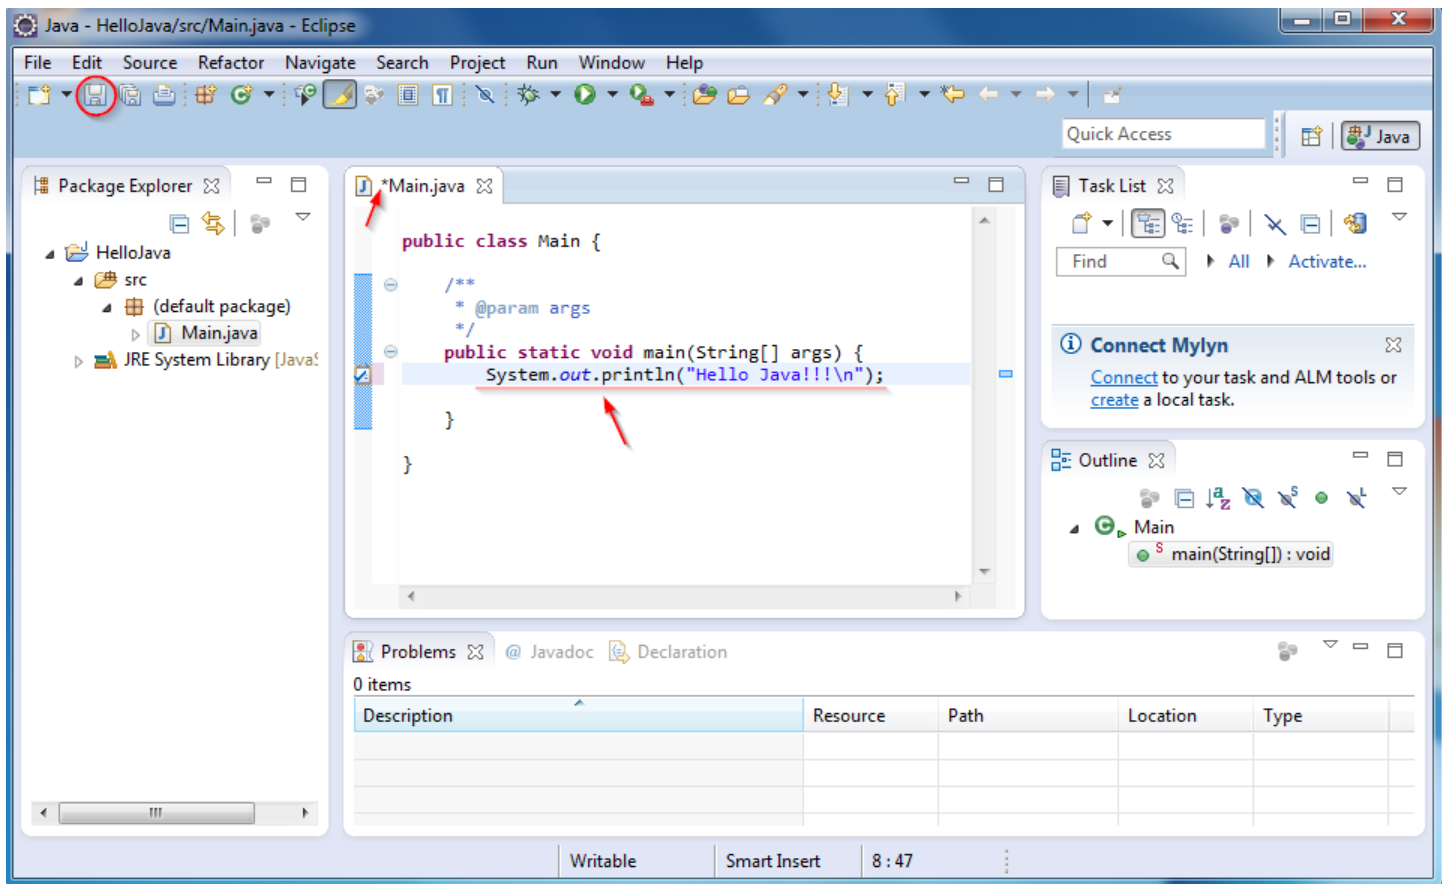 Java - HelloJava/src/Main.java - Eclipse
File Edit Source Refactor Navigate Search Project Run Window Help
Quick Access
Java
Package Explorer
HelloJava
src
(default package)
Main.java
JRE System Library [JavaS
*Main.java
public class Main {
/**
* @param args
*/
public static void main(String[] args) {
System.out.println("Hello Java!!!\n");
}
}
Task List
Find All Activate...
Connect Mylyn
Connect to your task and ALM tools or
create a local task.
Outline
Main
main(String[]) : void
Problems @ Javadoc Declaration
0 items
Description Resource Path Location Type
Writable Smart Insert 8 : 47